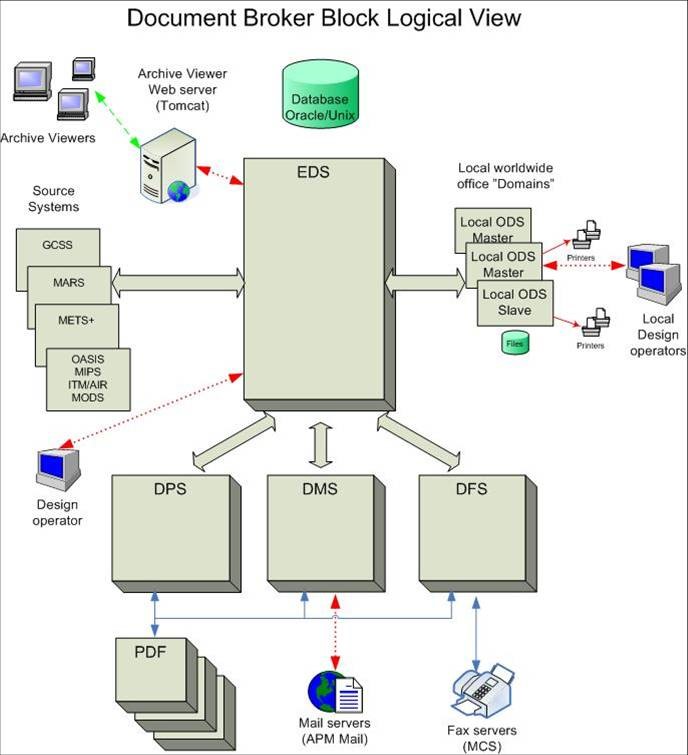 Document Broker Block Logical View
Archive Viewers
Archive Viewer
Web server
(Tomcat)
Database
Oracle/Unix
EDS
Source
Systems
GCSS
MARS
METS+
OASIS
MIPS
ITM/AIR
MODS
Local worldwide
office "Domains"
Local ODS
Master
Local ODS
Master
Local ODS
Slave
Printers
Files
Printers
Local
Design
operators
Design
operator
DPS
DMS
DFS
PDF
Mail servers
(APM Mail)
Fax servers
(MCS)